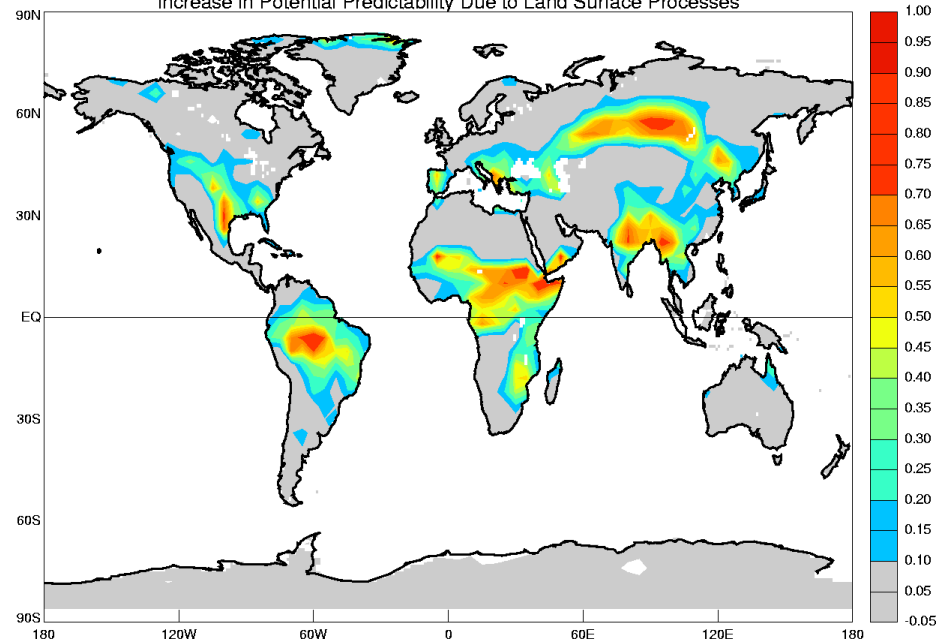 Increase in Potential Predictability Due to Land Surface Processes
90N
60N
30N
EQ
30S
60S
90S
180
120W
60W
0
60E
120E
180
1.00
0.95
0.90
0.85
0.80
0.75
0.70
0.65
0.60
0.55
0.50
0.45
0.40
0.35
0.30
0.25
0.20
0.15
0.10
0.05
-0.05